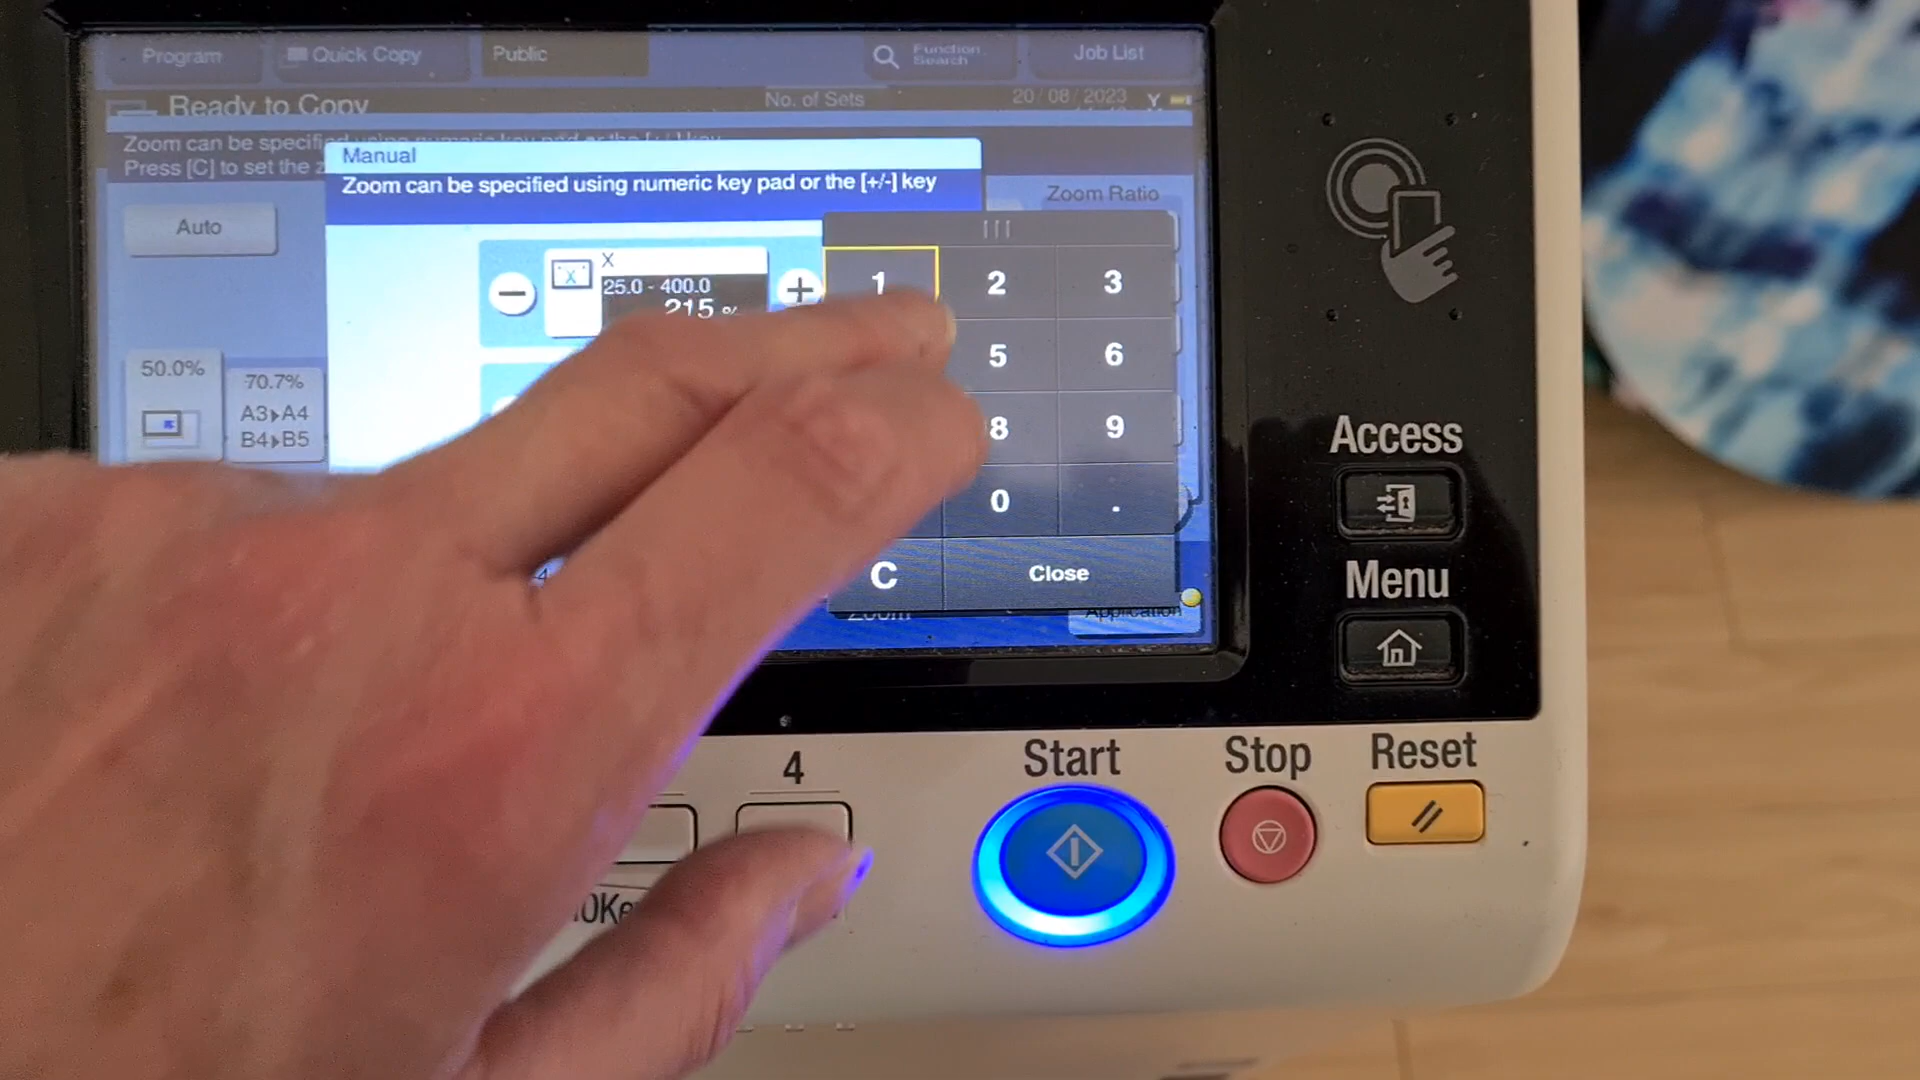 Program
Quick Copy
Public
Function
Search
Job List
Ready to Copy
No. of Sets
20/08/2023
Y
Zoom can be specified using numeric key pad or the [+/-] key
Press [C] to set the z
Manual
Zoom can be specified using numeric key pad or the [+/-] key
Zoom Ratio
Auto
X
X
25.0 - 400.0
215 %
- +
1 2 3
5 6
8 9
0 .
C Close
50.0%
70.7%
A3▸A4
B4▸B5
Zoom
Application
Access
Menu
4
Start
Stop
Reset